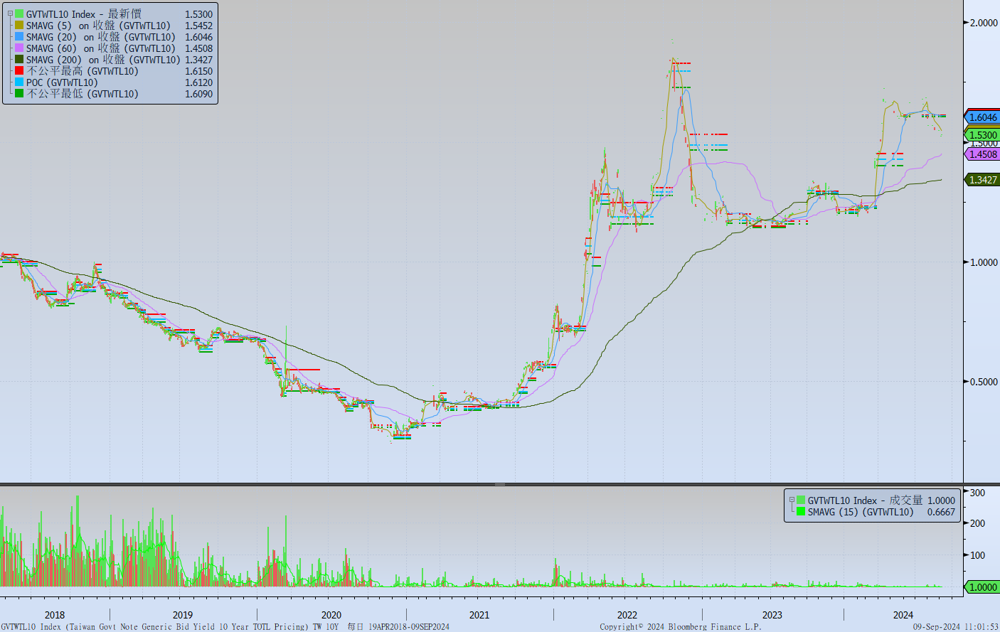 GVTWTL10 Index - 最新價 1.5300
SMAVG (5) on 收盤 (GVTWTL10) 1.5452
SMAVG (20) on 收盤 (GVTWTL10) 1.6046
SMAVG (60) on 收盤 (GVTWTL10) 1.4508
SMAVG (200) on 收盤 (GVTWTL10) 1.3427
不公平最高 (GVTWTL10) 1.6150
POC (GVTWTL10) 1.6120
不公平最低 (GVTWTL10) 1.6090
2.0000
1.6046
1.5300
1.5000
1.4508
1.3427
1.0000
0.5000
GVTWTL10 Index - 成交量 1.0000
SMAVG (15) (GVTWTL10) 0.6667
300
200
100
1.0000
2018 2019 2020 2021 2022 2023 2024
GVTWTL10 Index (Taiwan Govt Note Generic Bid Yield 10 Year TOTL Pricing) TW 10Y 每日 19APR2018-09SEP2024 Copyright© 2024 Bloomberg Finance L.P. 09-Sep-2024 11:01:53